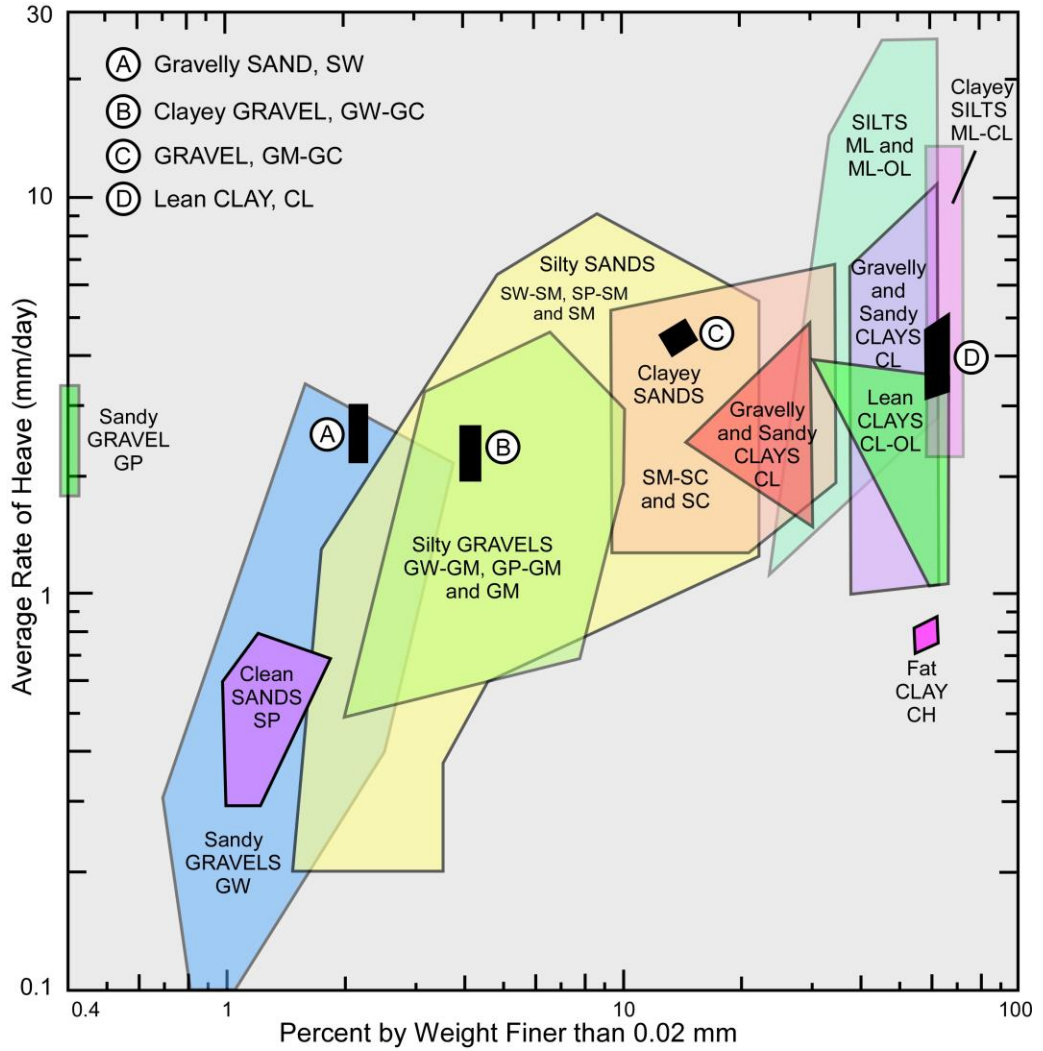 30
10
1
0.1
Average Rate of Heave (mm/day)
A Gravelly SAND, SW
B Clayey GRAVEL, GW-GC
C GRAVEL, GM-GC
D Lean CLAY, CL
Clayey
SILTS
ML-CL
SILTS
ML and
ML-OL
Silty SANDS
SW-SM, SP-SM
and SM
Gravelly
and
Sandy
CLAYS
CL
C
D
Clayey
SANDS
Sandy
GRAVEL
GP
A
B
Gravelly
and Sandy
CLAYS
CL
Lean
CLAYS
CL-OL
SM-SC
and SC
Silty GRAVELS
GW-GM, GP-GM
and GM
Clean
SANDS
SP
Fat
CLAY
CH
Sandy
GRAVELS
GW
0.4
1
10
100
Percent by Weight Finer than 0.02 mm